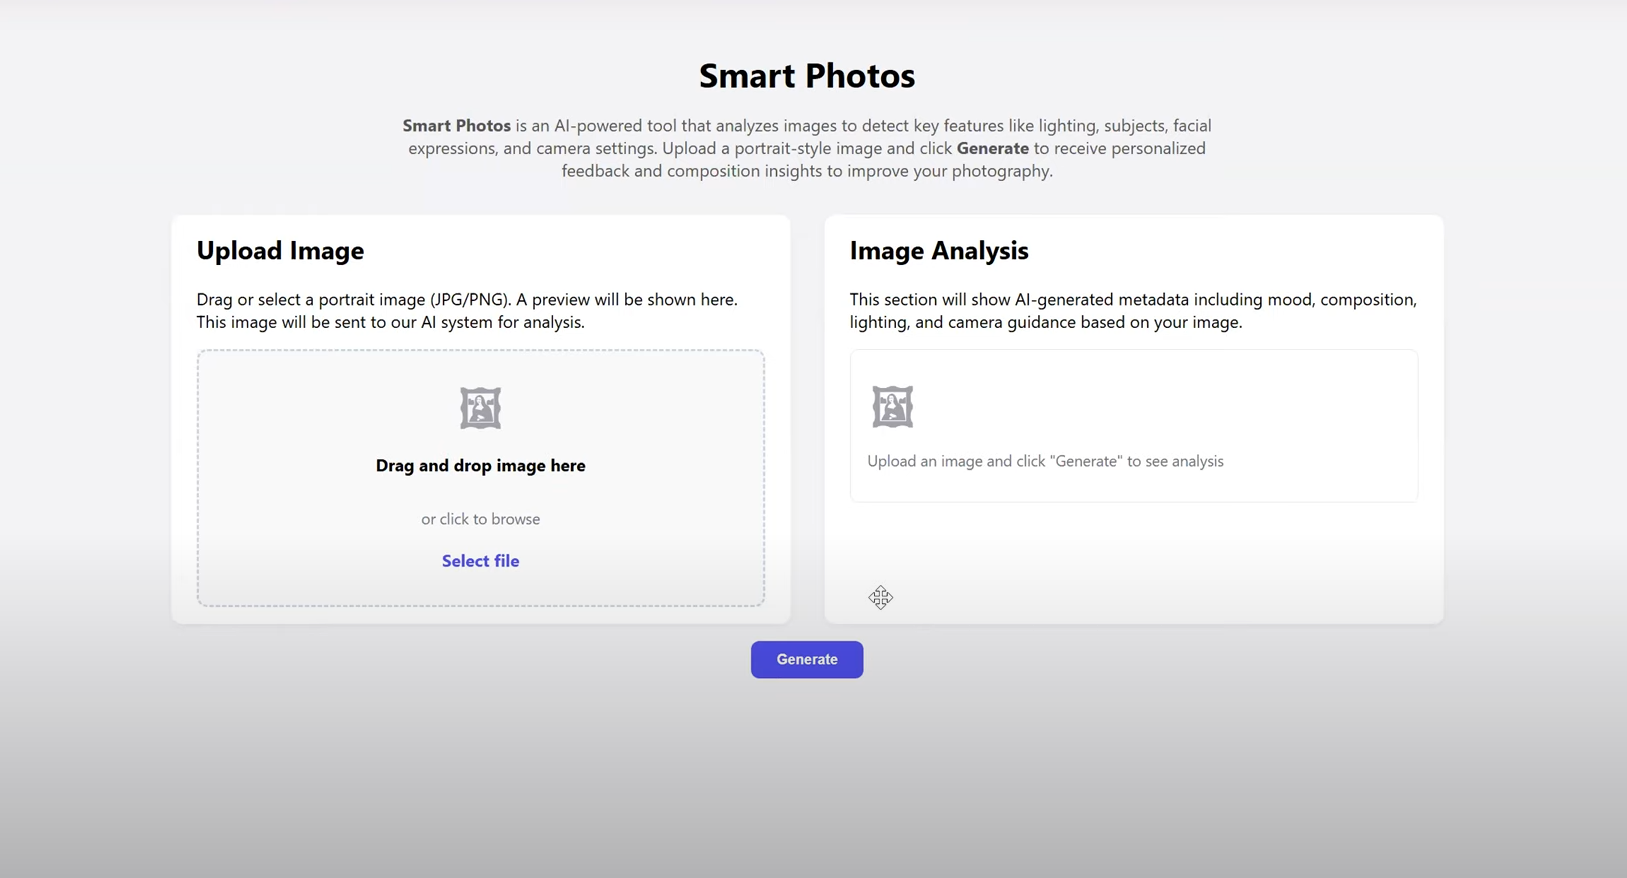 Smart Photos
Smart Photos is an AI-powered tool that analyzes images to detect key features like lighting, subjects, facial
expressions, and camera settings. Upload a portrait-style image and click Generate to receive personalized
feedback and composition insights to improve your photography.
Upload Image
Drag or select a portrait image (JPG/PNG). A preview will be shown here.
This image will be sent to our AI system for analysis.
Drag and drop image here
or click to browse
Select file
Image Analysis
This section will show AI-generated metadata including mood, composition,
lighting, and camera guidance based on your image.
Upload an image and click "Generate" to see analysis
Generate